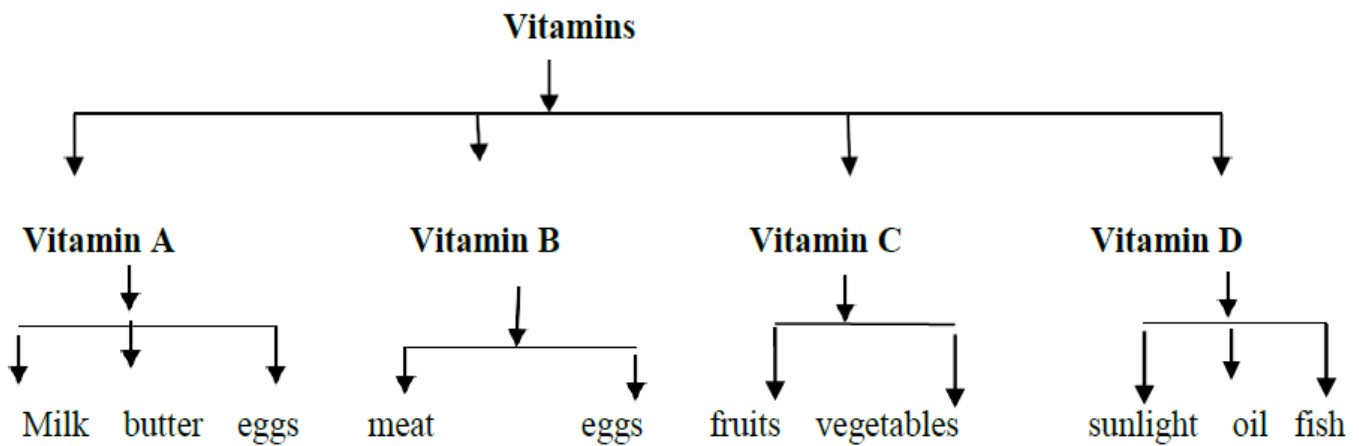 Vitamins
Vitamin A Vitamin B Vitamin C Vitamin D
Milk butter eggs meat eggs fruits vegetables sunlight oil fish